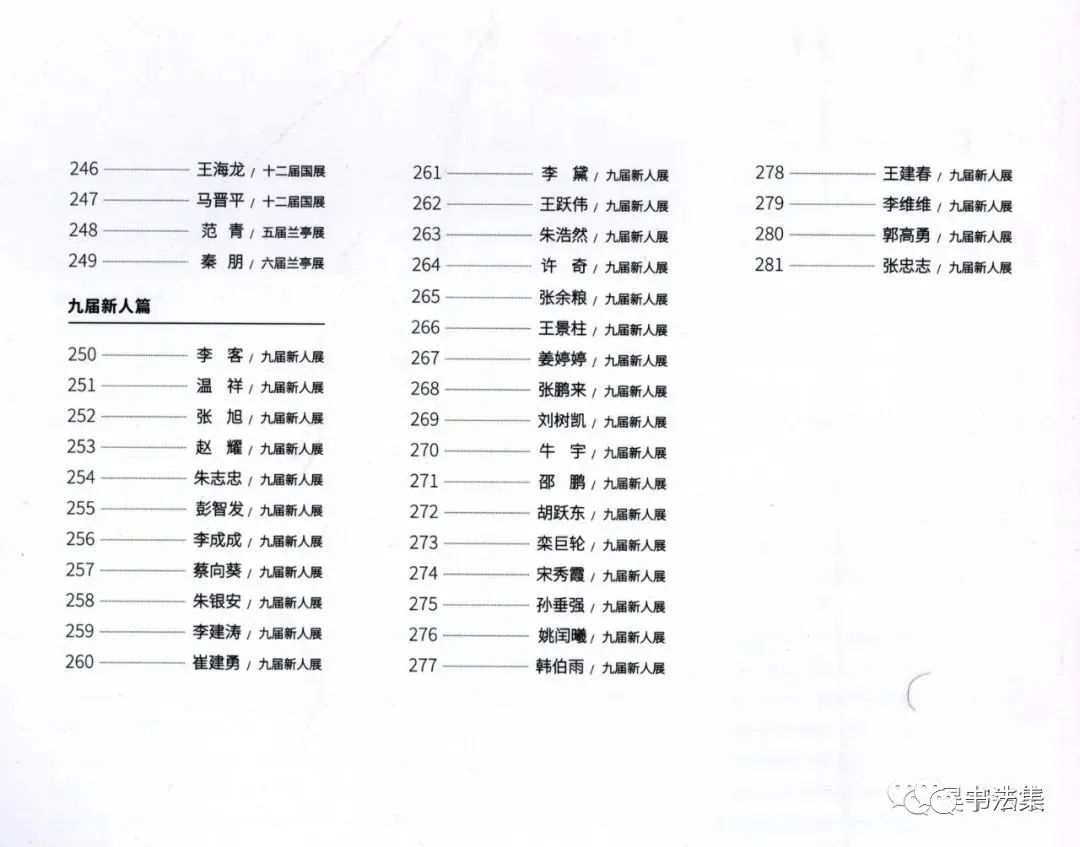 246 王海龙 / 十二届国展
247 马晋平 / 十二届国展
248 范 青 / 五届兰亭展
249 秦 朋 / 六届兰亭展
九届新人篇
250 李 客 / 九届新人展
251 温 祥 / 九届新人展
252 张 旭 / 九届新人展
253 赵 耀 / 九届新人展
254 朱志忠 / 九届新人展
255 彭智发 / 九届新人展
256 李成成 / 九届新人展
257 蔡向葵 / 九届新人展
258 朱银安 / 九届新人展
259 李建涛 / 九届新人展
260 崔建勇 / 九届新人展
261 李 黛 / 九届新人展
262 王跃伟 / 九届新人展
263 朱浩然 / 九届新人展
264 许 奇 / 九届新人展
265 张余粮 / 九届新人展
266 王景柱 / 九届新人展
267 姜婷婷 / 九届新人展
268 张鹏来 / 九届新人展
269 刘树凯 / 九届新人展
270 牛 宇 / 九届新人展
271 邵 鹏 / 九届新人展
272 胡跃东 / 九届新人展
273 栾巨轮 / 九届新人展
274 宋秀霞 / 九届新人展
275 孙垂强 / 九届新人展
276 姚闰曦 / 九届新人展
277 韩伯雨 / 九届新人展
278 王建春 / 九届新人展
279 李维维 / 九届新人展
280 郭高勇 / 九届新人展
281 张忠志 / 九届新人展
书法集